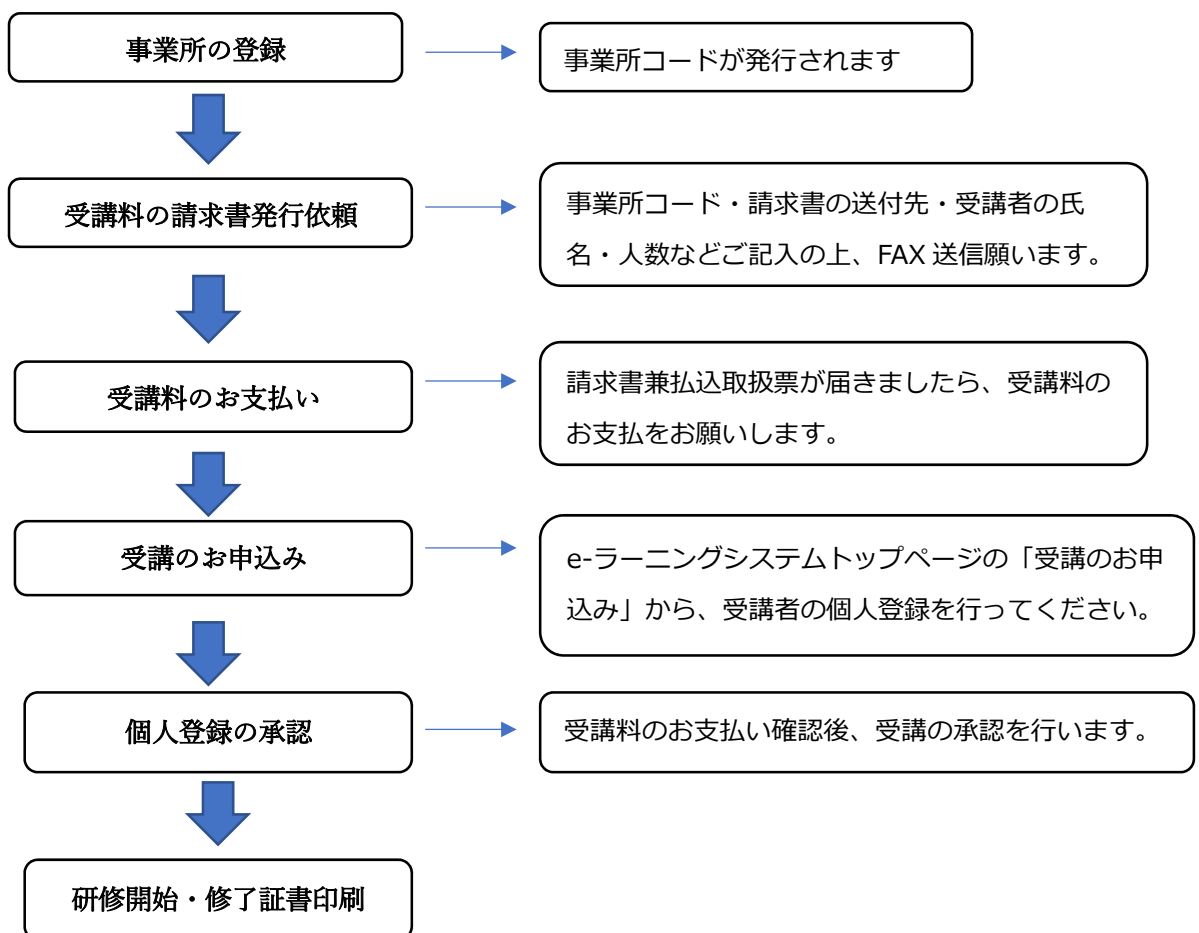 事業所の登録
事業所コードが発行されます
受講料の請求書発行依頼
事業所コード・請求書の送付先・受講者の氏
名・人数などご記入の上、FAX 送信願います。
受講料のお支払い
請求書兼払込取扱票が届きましたら、受講料の
お支払をお願いします。
受講のお申込み
e-ラーニングシステムトップページの「受講のお申
込み」から、受講者の個人登録を行ってください。
個人登録の承認
受講料のお支払い確認後、受講の承認を行います。
研修開始・修了証書印刷